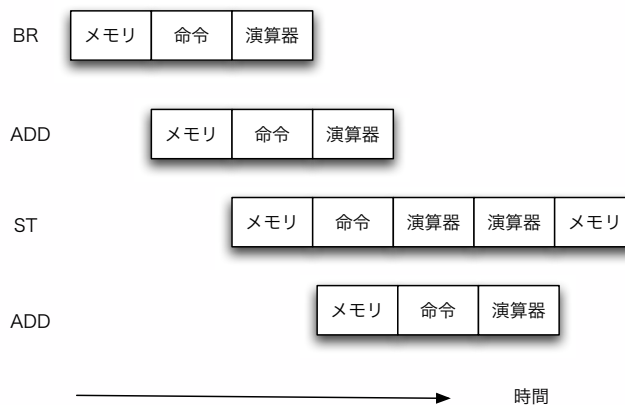 BR メモリ 命令 演算器
ADD メモリ 命令 演算器
ST メモリ 命令 演算器 演算器 メモリ
ADD メモリ 命令 演算器
時間